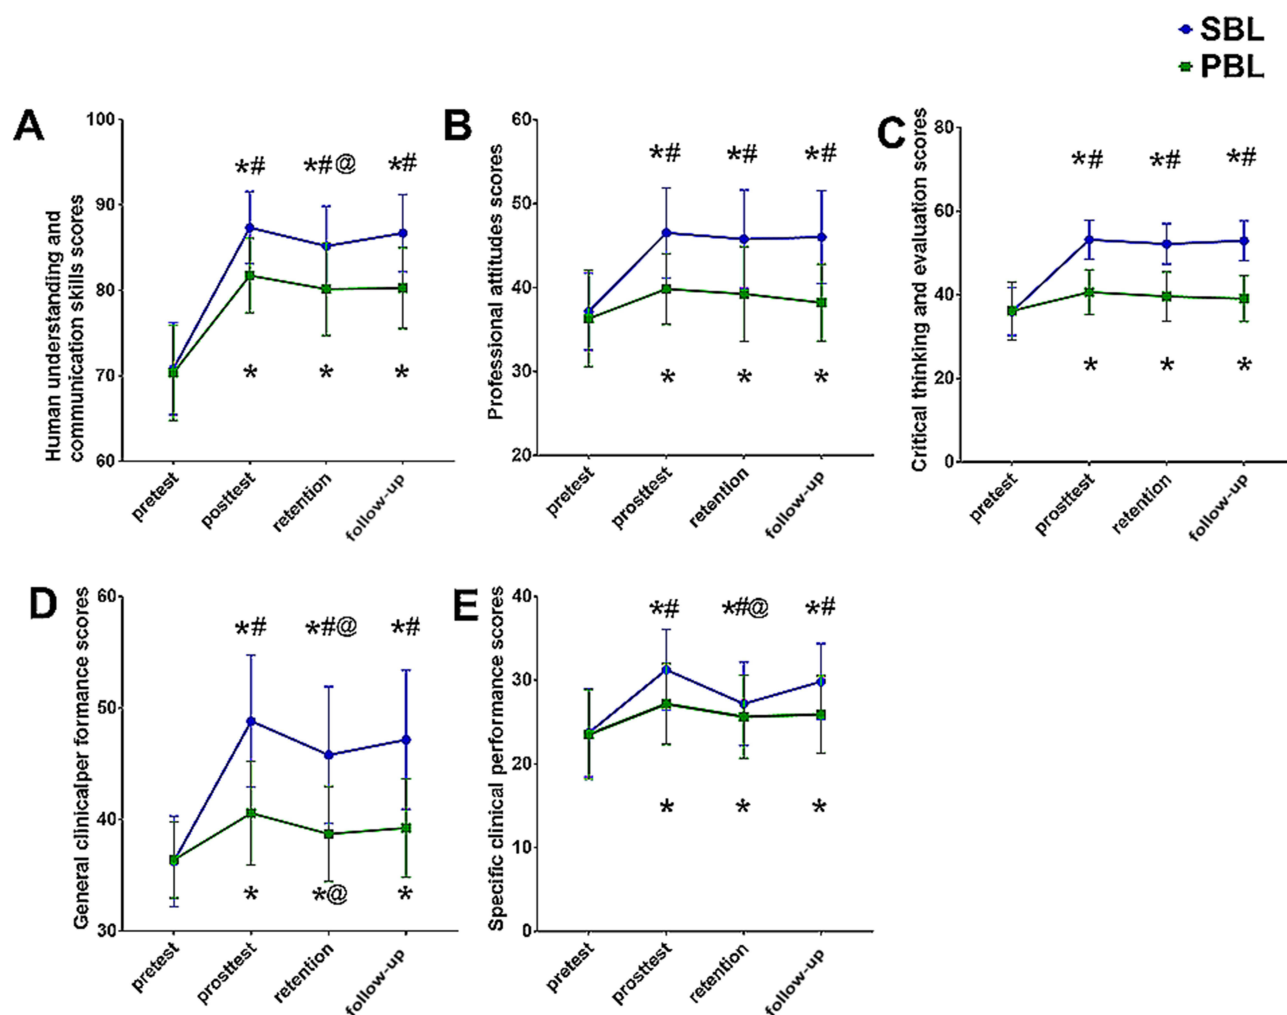 SBL
PBL
A
Human understanding and
communication skills scores
100
90
80
70
60
*# *#@ *#
* * *
pretest
posttest
retention
follow-up
B
Professional attitudes scores
60
50
40
30
20
*# *# *#
* * *
pretest
prosttest
retention
follow-up
C
Critical thinking and evaluation scores
80
60
40
20
0
*# *# *#
* * *
pretest
prosttest
retention
follow-up
D
General clinicalper formance scores
60
50
40
30
*# *#@ *#
* *@ *
pretest
prosttest
retention
follow-up
E
Specific clinical performance scores
40
30
20
10
0
*# *#@ *#
* * *
pretest
prosttest
retention
follow-up